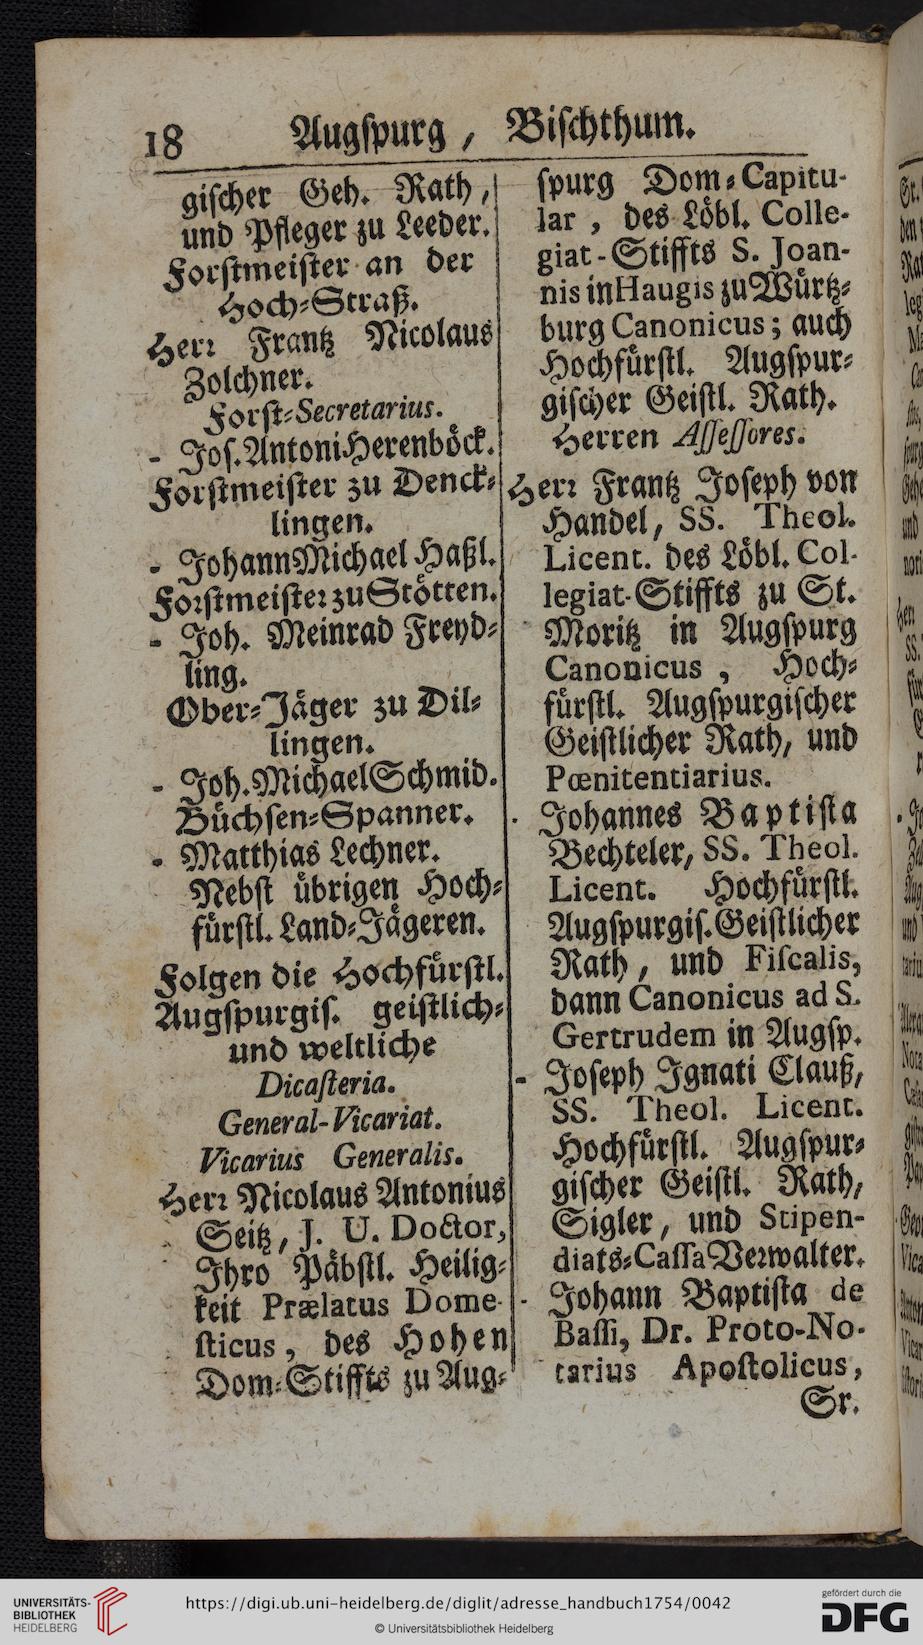 18 Augſpurg, Biſchthum.
giſcher Geh. Rath,
und Pfleger zu Leeder.
Forſtmeiſter an der
Hoch-Straß.
Herr Frantz Nicolaus
Zolchner.
Forſt-Secretarius.
- Joſ. Antoni Herenböck.
Forſtmeiſter zu Denck-
lingen.
- Johann Michael Haßl.
Forſtmeiſter zu Stötten.
- Joh. Meinrad Freyd-
ling.
Ober-Jäger zu Dil-
lingen.
- Joh. Michael Schmid.
Büchſen-Spanner.
- Matthias Lechner.
Nebſt übrigen Hoch-
fürſtl. Land-Jägeren.
Folgen die Hochfürſtl.
Augſpurgiſ. geiſtlich-
und weltliche
Dicaſteria.
General-Vicariat.
Vicarius Generalis.
Herr Nicolaus Antonius
Seitz, J. U. Doctor,
Ihro Päbſtl. Heilig-
keit Prælatus Dome-
ſticus, des Hohen
Dom-Stiffts zu Aug-
ſpurg Dom-Capitu-
lar, des Löbl. Colle-
giat-Stiffts S. Joan-
nis in Haugis zu Würtz-
burg Canonicus; auch
Hochfürſtl. Augſpur-
giſcher Geiſtl. Rath.
Herren Aſſeſſores.
Herr Frantz Joſeph von
Handel, SS. Theol.
Licent. des Löbl. Col-
legiat-Stiffts zu St.
Moritz in Augſpurg
Canonicus, Hoch-
fürſtl. Augſpurgiſcher
Geiſtlicher Rath, und
Pœnitentiarius.
- Johannes Baptiſta
Bechteler, SS. Theol.
Licent. Hochfürſtl.
Augſpurgiſ. Geiſtlicher
Rath, und Fiſcalis,
dann Canonicus ad S.
Gertrudem in Augſp.
- Joſeph Ignati Clauß,
SS. Theol. Licent.
Hochfürſtl. Augſpur-
giſcher Geiſtl. Rath,
Sigler, und Stipen-
diats-Caſſa Verwalter.
- Johann Baptiſta de
Baſſi, Dr. Proto-No-
tarius Apoſtolicus,
Sr.
UNIVERSITÄTS-
BIBLIOTHEK
HEIDELBERG
https://digi.ub.uni-heidelberg.de/diglit/adresse_handbuch1754/0042
© Universitätsbibliothek Heidelberg
gefördert durch die
DFG